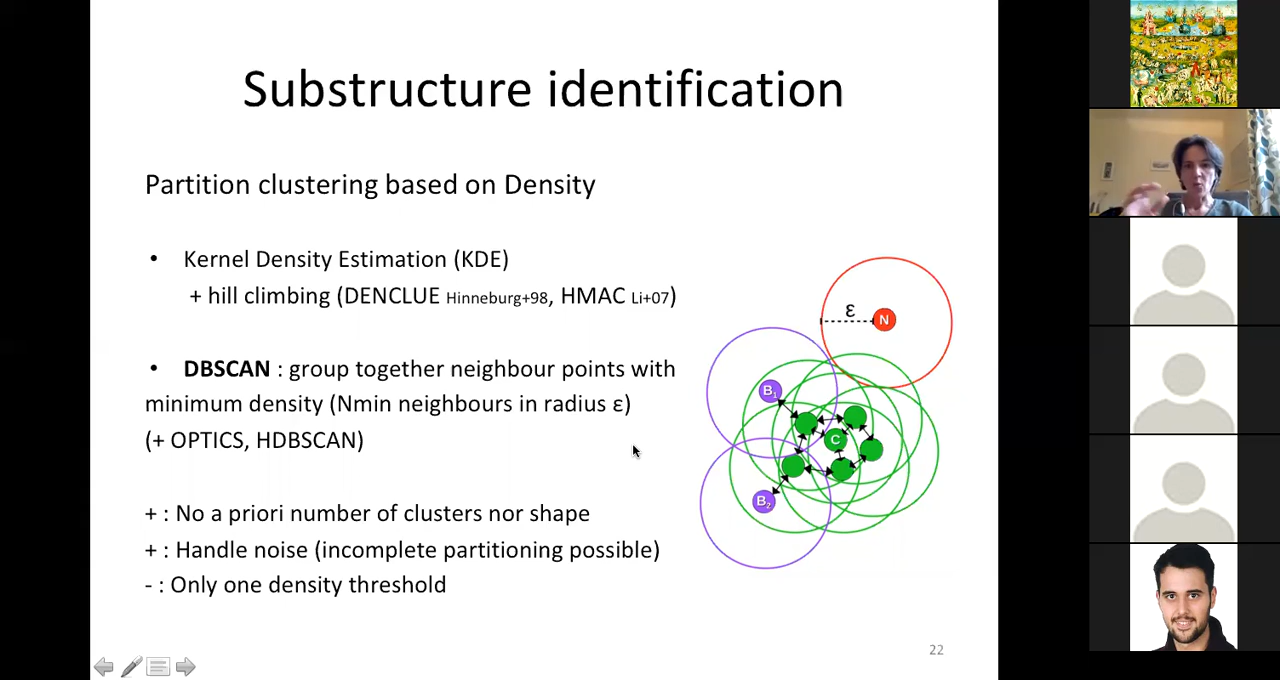 Substructure identification
Partition clustering based on Density
• Kernel Density Estimation (KDE)
+ hill climbing (DENCLUE Hinneburg+98, HMAC Li+07)
• DBSCAN : group together neighbour points with
minimum density (Nmin neighbours in radius ε)
(+ OPTICS, HDBSCAN)
+ : No a priori number of clusters nor shape
+ : Handle noise (incomplete partitioning possible)
- : Only one density threshold
ε
N
B₁
C
B₂
22